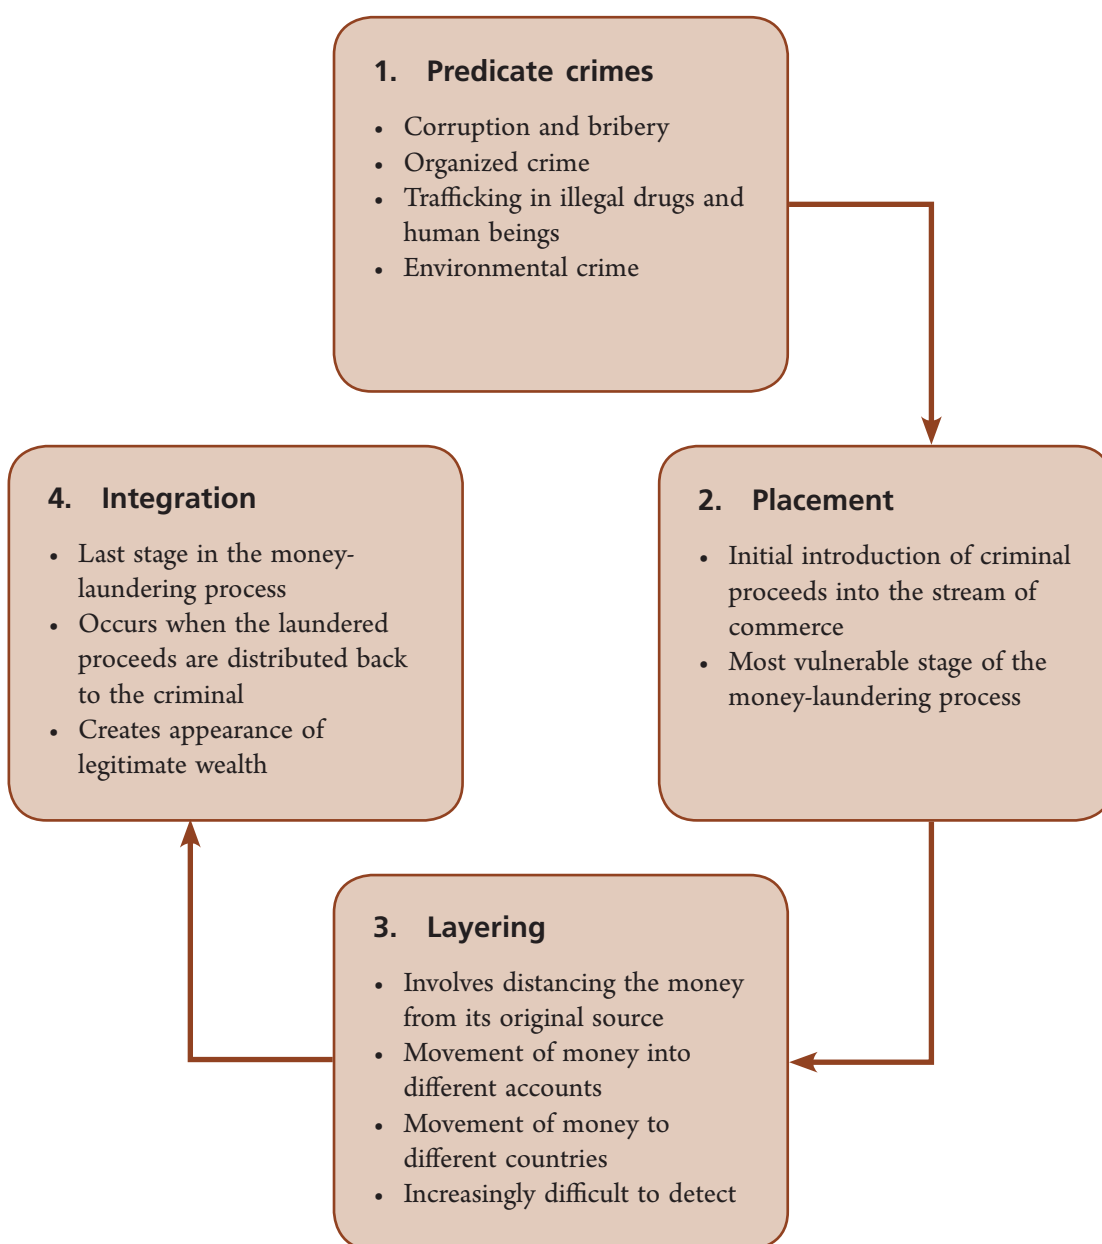 1. Predicate crimes
• Corruption and bribery
• Organized crime
• Trafficking in illegal drugs and
human beings
• Environmental crime
2. Placement
• Initial introduction of criminal
proceeds into the stream of
commerce
• Most vulnerable stage of the
money-laundering process
3. Layering
• Involves distancing the money
from its original source
• Movement of money into
different accounts
• Movement of money to
different countries
• Increasingly difficult to detect
4. Integration
• Last stage in the money-
laundering process
• Occurs when the laundered
proceeds are distributed back
to the criminal
• Creates appearance of
legitimate wealth